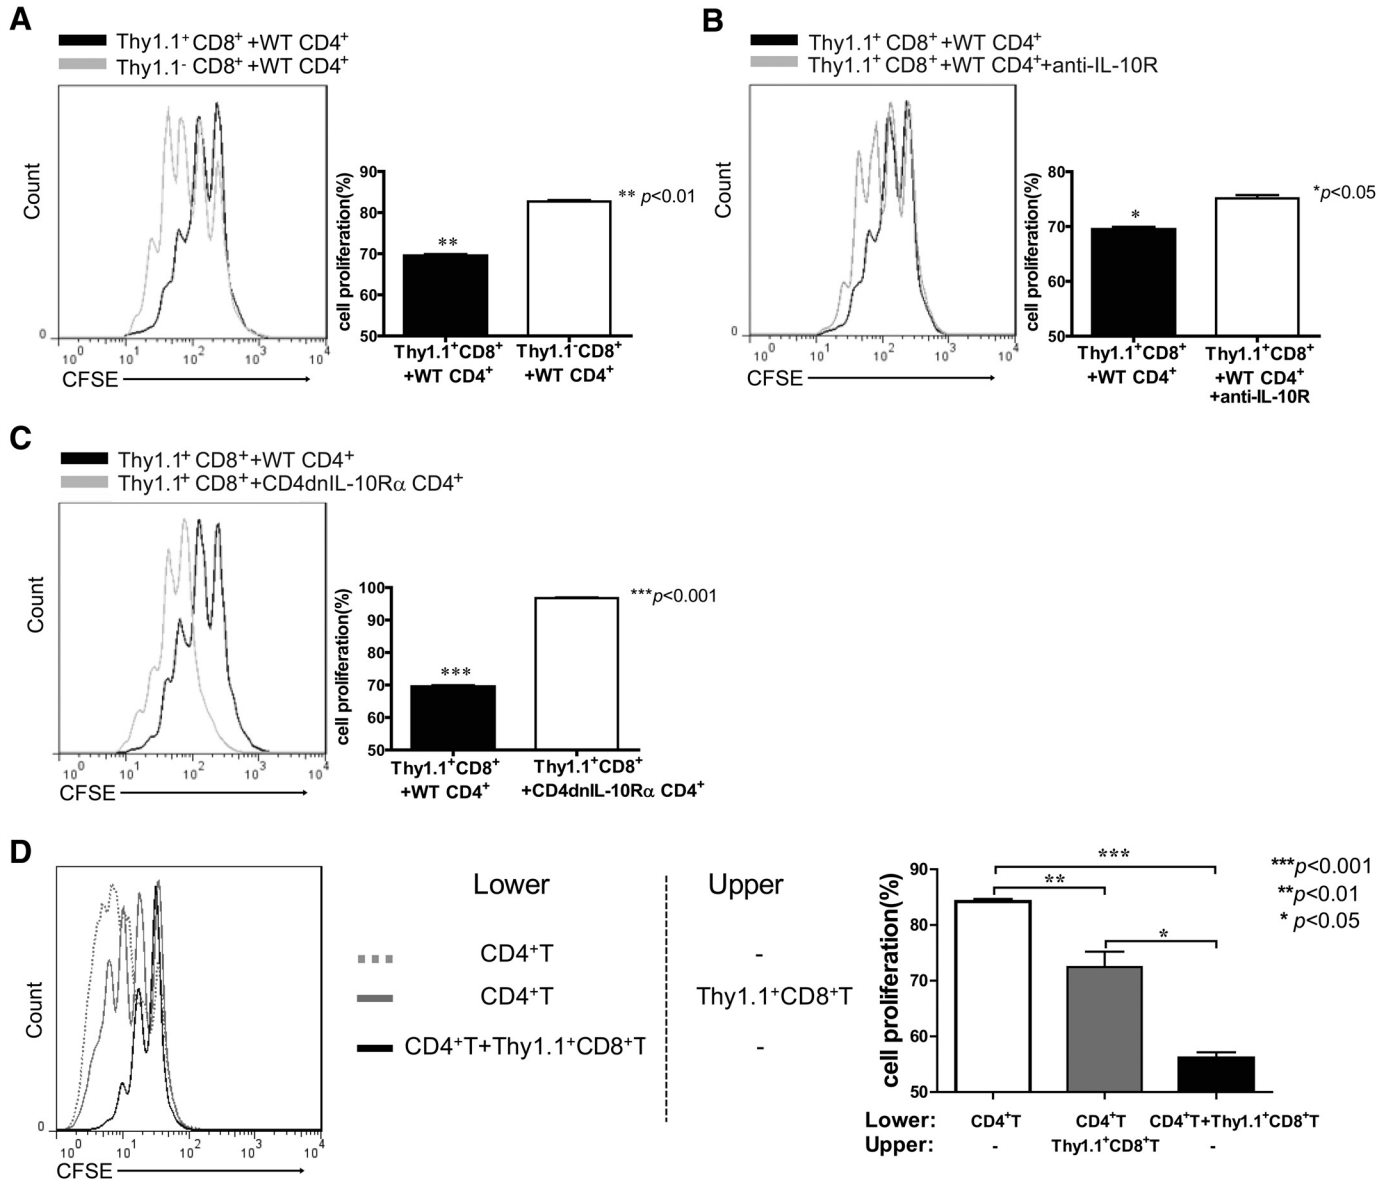 A
Thy1.1⁺ CD8⁺ +WT CD4⁺
Thy1.1⁻ CD8⁺ +WT CD4⁺
Count
0
10⁰ 10¹ 10² 10³ 10⁴
CFSE
cell proliferation(%)
90
80
70
60
50
**
** p<0.01
Thy1.1⁺CD8⁺
+WT CD4⁺
Thy1.1⁻CD8⁺
+WT CD4⁺
B
Thy1.1⁺ CD8⁺ +WT CD4⁺
Thy1.1⁺ CD8⁺ +WT CD4⁺+anti-IL-10R
Count
0
10⁰ 10¹ 10² 10³ 10⁴
CFSE
cell proliferation(%)
80
70
60
50
*
*p<0.05
Thy1.1⁺CD8⁺
+WT CD4⁺
Thy1.1⁺CD8⁺
+WT CD4⁺
+anti-IL-10R
C
Thy1.1⁺ CD8⁺+WT CD4⁺
Thy1.1⁺ CD8⁺+CD4dnIL-10Rα CD4⁺
Count
10⁰ 10¹ 10² 10³ 10⁴
CFSE
cell proliferation(%)
100
90
80
70
60
50
***
***p<0.001
Thy1.1⁺CD8⁺
+WT CD4⁺
Thy1.1⁺CD8⁺
+CD4dnIL-10Rα CD4⁺
D
Count
0
10⁰ 10¹ 10² 10³ 10⁴
CFSE
Lower Upper
CD4⁺T -
CD4⁺T Thy1.1⁺CD8⁺T
CD4⁺T+Thy1.1⁺CD8⁺T -
cell proliferation(%)
90
80
70
60
50
***
**
*
***p<0.001
**p<0.01
* p<0.05
Lower: CD4⁺T CD4⁺T CD4⁺T+Thy1.1⁺CD8⁺T
Upper: - Thy1.1⁺CD8⁺T -